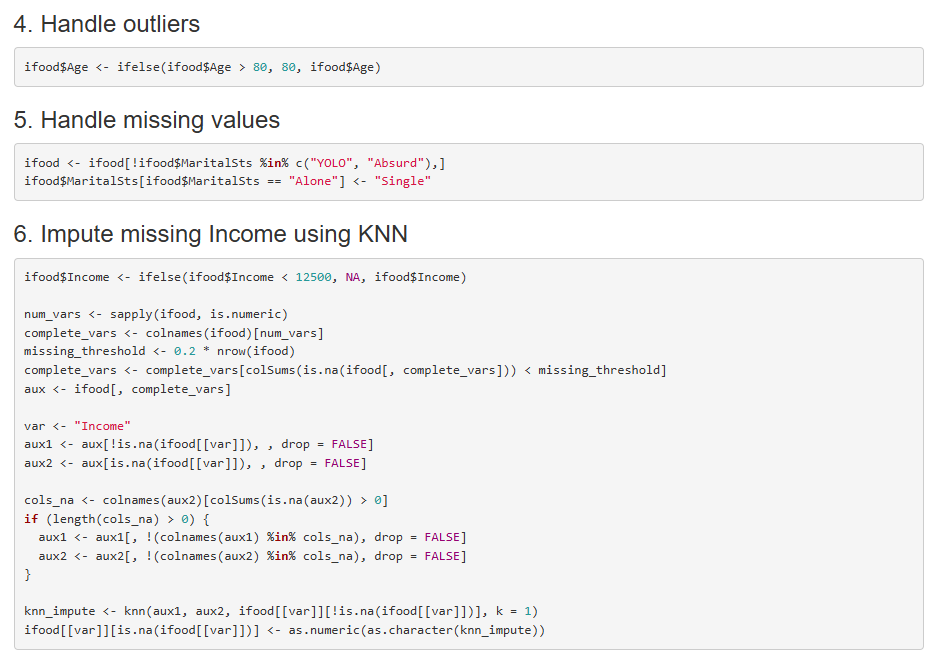 4. Handle outliers
ifood$Age <- ifelse(ifood$Age > 80, 80, ifood$Age)
5. Handle missing values
ifood <- ifood[!ifood$MaritalSts %in% c("YOLO", "Absurd"),]
ifood$MaritalSts[ifood$MaritalSts == "Alone"] <- "Single"
6. Impute missing Income using KNN
ifood$Income <- ifelse(ifood$Income < 12500, NA, ifood$Income)
num_vars <- sapply(ifood, is.numeric)
complete_vars <- colnames(ifood)[num_vars]
missing_threshold <- 0.2 * nrow(ifood)
complete_vars <- complete_vars[colSums(is.na(ifood[, complete_vars])) < missing_threshold]
aux <- ifood[, complete_vars]
var <- "Income"
aux1 <- aux[!is.na(ifood[[var]]), , drop = FALSE]
aux2 <- aux[is.na(ifood[[var]]), , drop = FALSE]
cols_na <- colnames(aux2)[colSums(is.na(aux2)) > 0]
if (length(cols_na) > 0) {
  aux1 <- aux1[, !(colnames(aux1) %in% cols_na), drop = FALSE]
  aux2 <- aux2[, !(colnames(aux2) %in% cols_na), drop = FALSE]
}
knn_impute <- knn(aux1, aux2, ifood[[var]][!is.na(ifood[[var]])], k = 1)
ifood[[var]][is.na(ifood[[var]])] <- as.numeric(as.character(knn_impute))